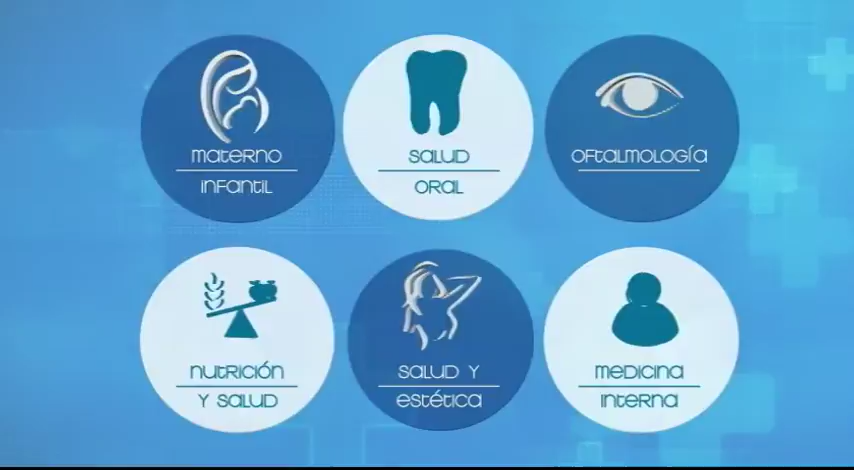 MATERNO
INFANTIL
SALUD
ORAL
OFTALMOLOGÍA
NUTRICIÓN
Y SALUD
SALUD Y
ESTÉTICA
MEDICINA
INTERNA